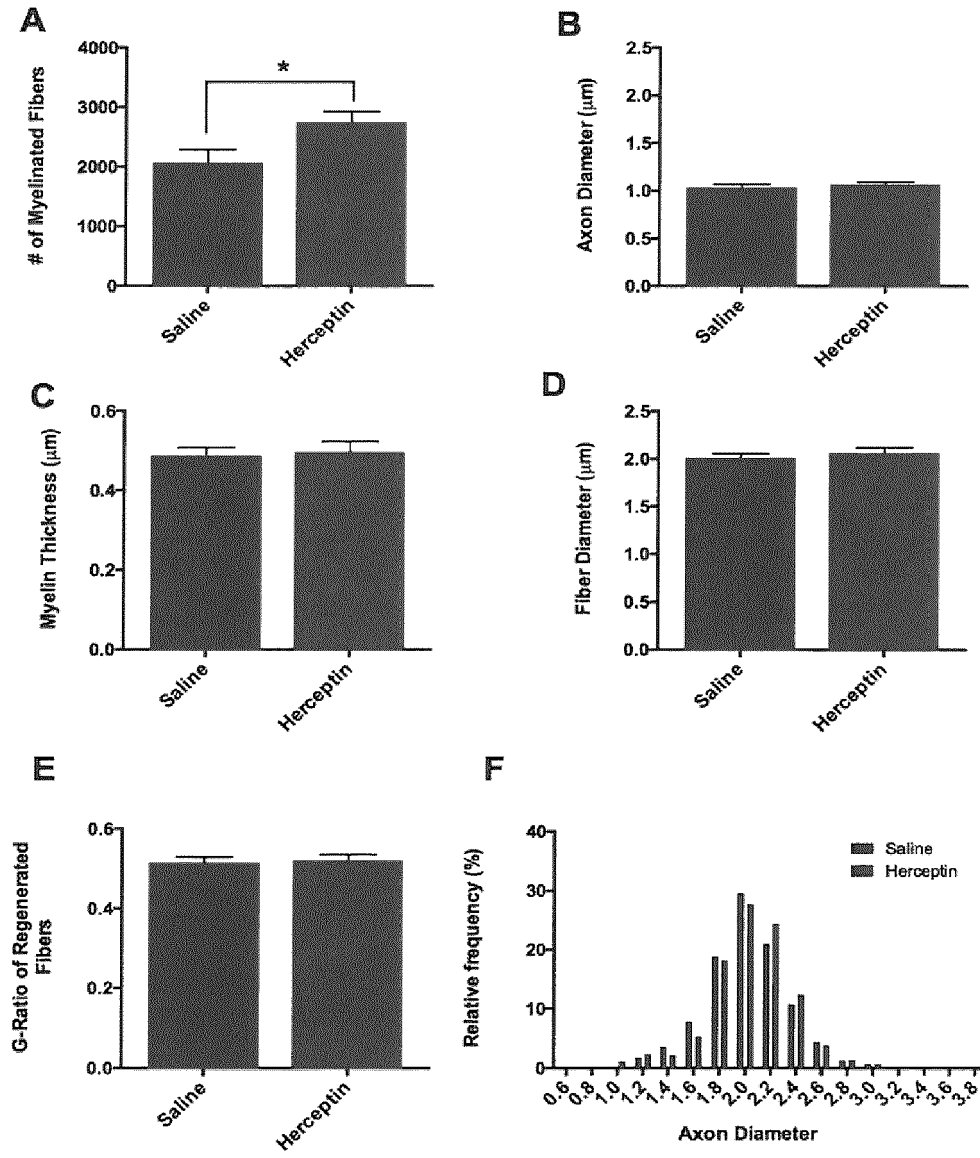 A
# of Myelinated Fibers
4000
3000
2000
1000
0
*
Saline
Herceptin
B
Axon Diameter (μm)
2.5
2.0
1.5
1.0
0.5
0.0
Saline
Herceptin
C
Myelin Thickness (μm)
0.6
0.4
0.2
0.0
Saline
Herceptin
D
Fiber Diameter (μm)
2.5
2.0
1.5
1.0
0.5
0.0
Saline
Herceptin
E
G-Ratio of Regenerated
Fibers
0.6
0.4
0.2
0.0
Saline
Herceptin
F
Relative frequency (%)
40
30
20
10
0
Saline
Herceptin
0.6 0.8 1.0 1.2 1.4 1.6 1.8 2.0 2.2 2.4 2.6 2.8 3.0 3.2 3.4 3.6 3.8
Axon Diameter